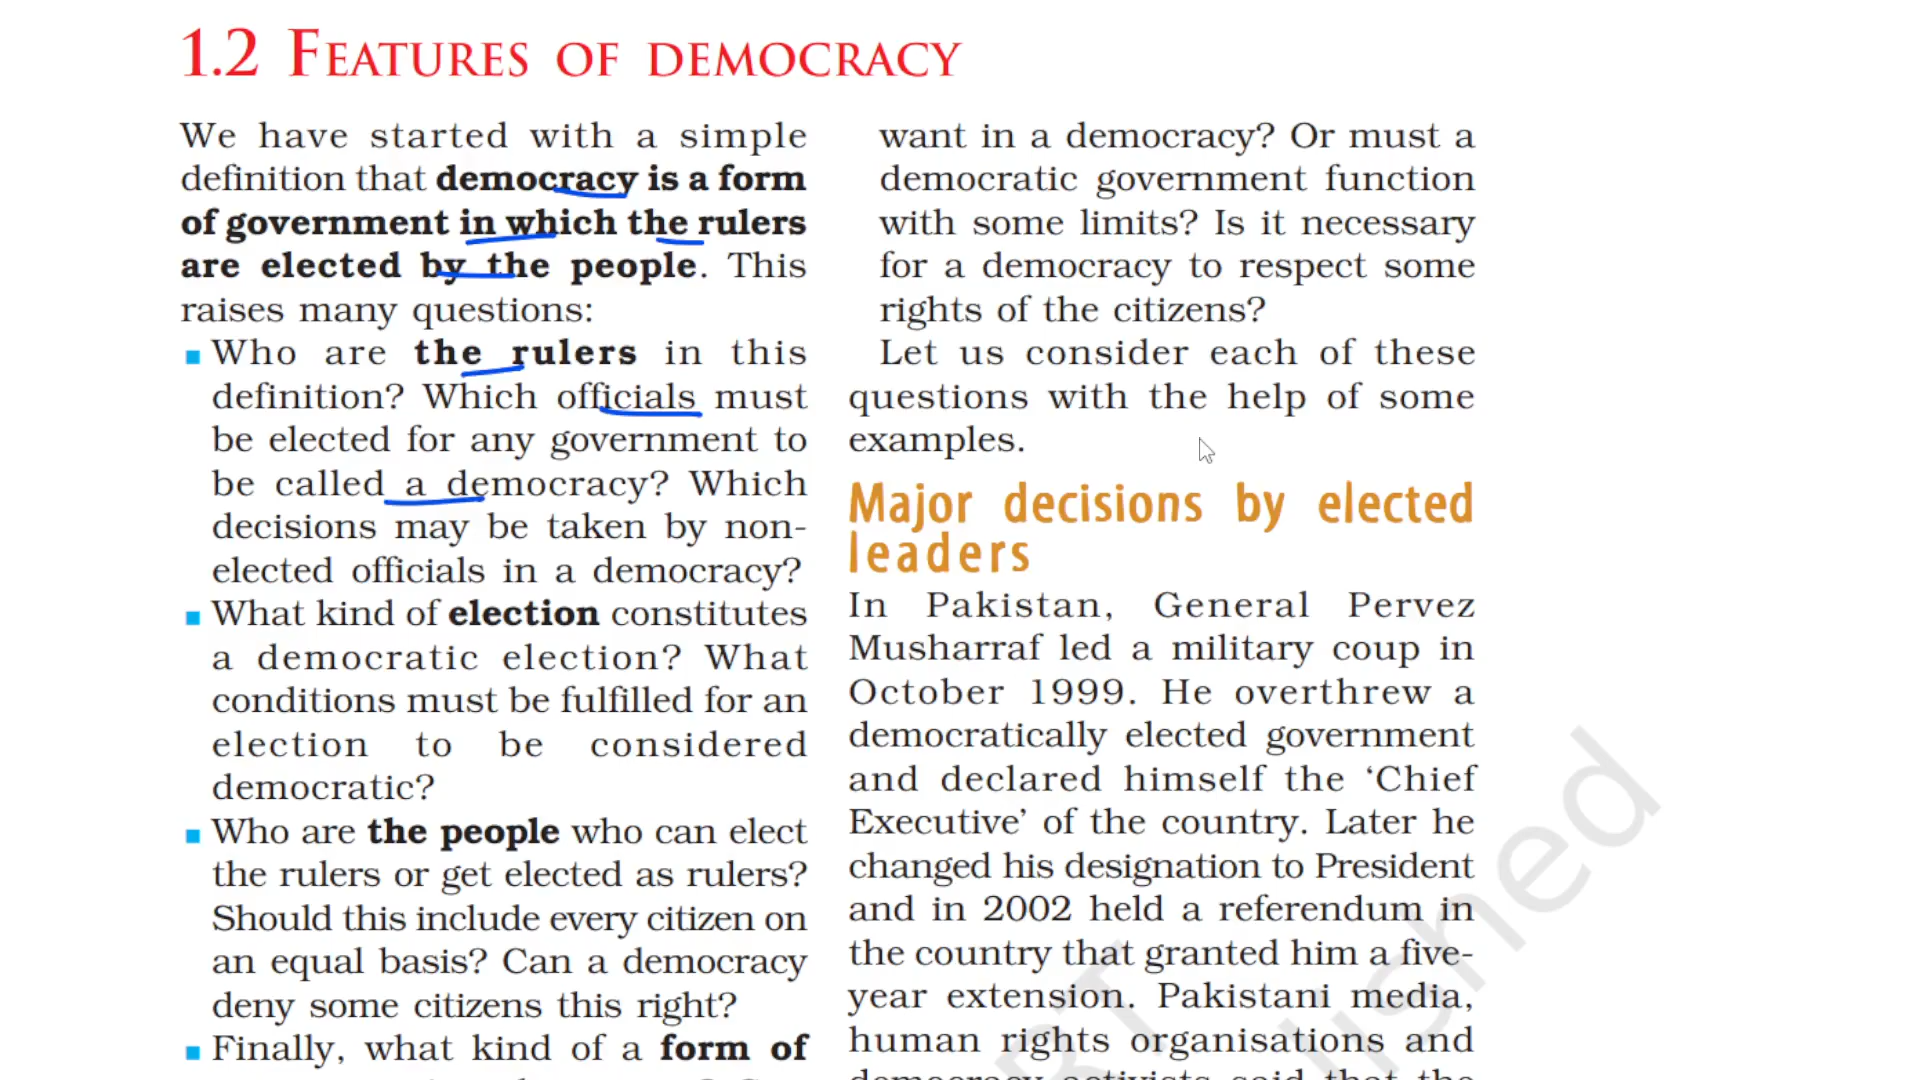 1.2 FEATURES OF DEMOCRACY
We have started with a simple
definition that democracy is a form
of government in which the rulers
are elected by the people. This
raises many questions:
Who are the rulers in this
definition? Which officials must
be elected for any government to
be called a democracy? Which
decisions may be taken by non-
elected officials in a democracy?
What kind of election constitutes
a democratic election? What
conditions must be fulfilled for an
election to be considered
democratic?
Who are the people who can elect
the rulers or get elected as rulers?
Should this include every citizen on
an equal basis? Can a democracy
deny some citizens this right?
Finally, what kind of a form of
want in a democracy? Or must a
democratic government function
with some limits? Is it necessary
for a democracy to respect some
rights of the citizens?
Let us consider each of these
questions with the help of some
examples.
Major decisions by elected
leaders
In Pakistan, General Pervez
Musharraf led a military coup in
October 1999. He overthrew a
democratically elected government
and declared himself the ‘Chief
Executive’ of the country. Later he
changed his designation to President
and in 2002 held a referendum in
the country that granted him a five-
year extension. Pakistani media,
human rights organisations and
democracy activists said that the